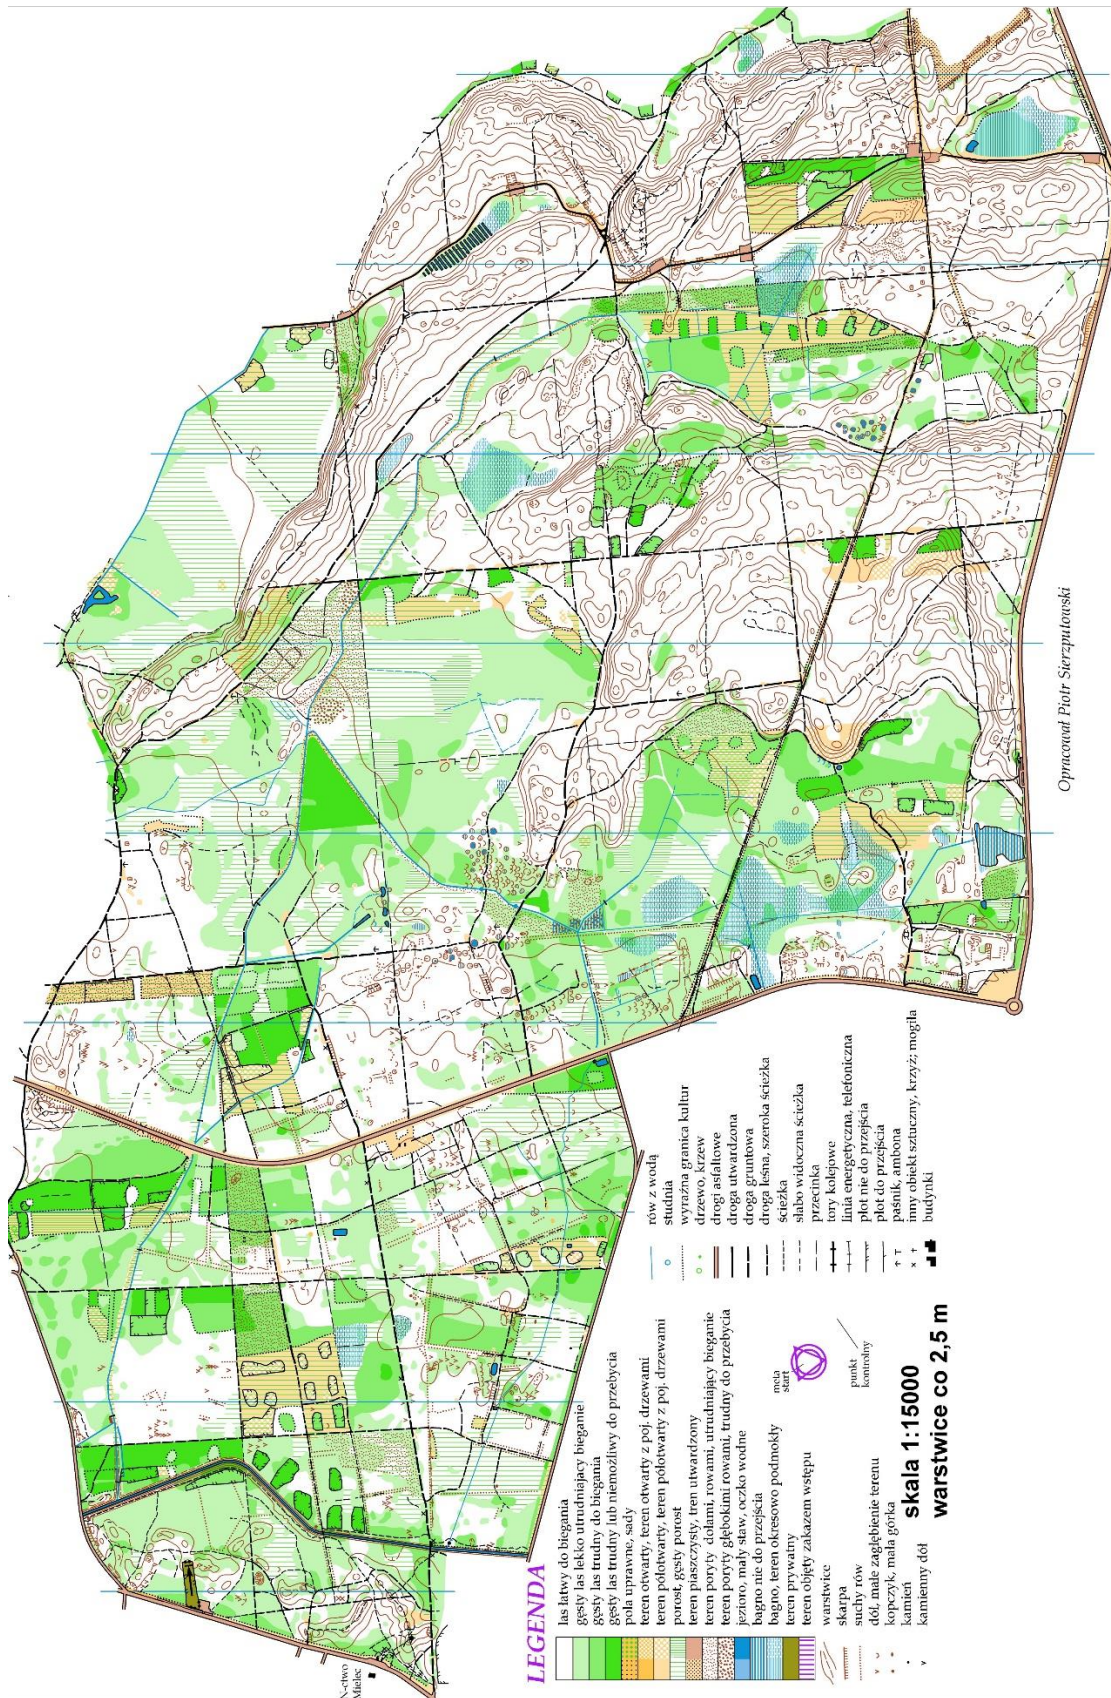 Opracował Piotr Sierzputowski
N-ctwo
Mielec
LEGENDA
las łatwy do biegania
gęsty las lekko utrudniający bieganie
gęsty las trudny do biegania
gęsty las trudny lub niemożliwy do przebycia
pola uprawne, sady
teren otwarty, teren otwarty z poj. drzewami
teren półotwarty, teren półotwarty z poj. drzewami
porost, gęsty porost
teren piaszczysty, tren utwardzony
teren poryty dołami, rowami, utrudniający bieganie
teren poryty głębokimi rowami, trudny do przebycia
jezioro, mały staw, oczko wodne
bagno nie do przejścia
bagno, teren okresowo podmokły
teren prywatny
teren objęty zakazem wstępu
warstwice
skarpa
suchy rów
dół, małe zagłębienie terenu
kopczyk, mała górka
kamień
kamienny dół
rów z wodą
studnia
wyraźna granica kultur
drzewo, krzew
drogi asfaltowe
droga utwardzona
droga gruntowa
droga leśna, szeroka ścieżka
ścieżka
słabo widoczna ścieżka
przecinka
tory kolejowe
linia energetyczna, telefoniczna
płot nie do przejścia
płot do przejścia
paśnik, ambona
inny obiekt sztuczny, krzyż; mogiła
budynki
meta
start
punkt
kontrolny
skala 1:15000
warstwice co 2,5 m